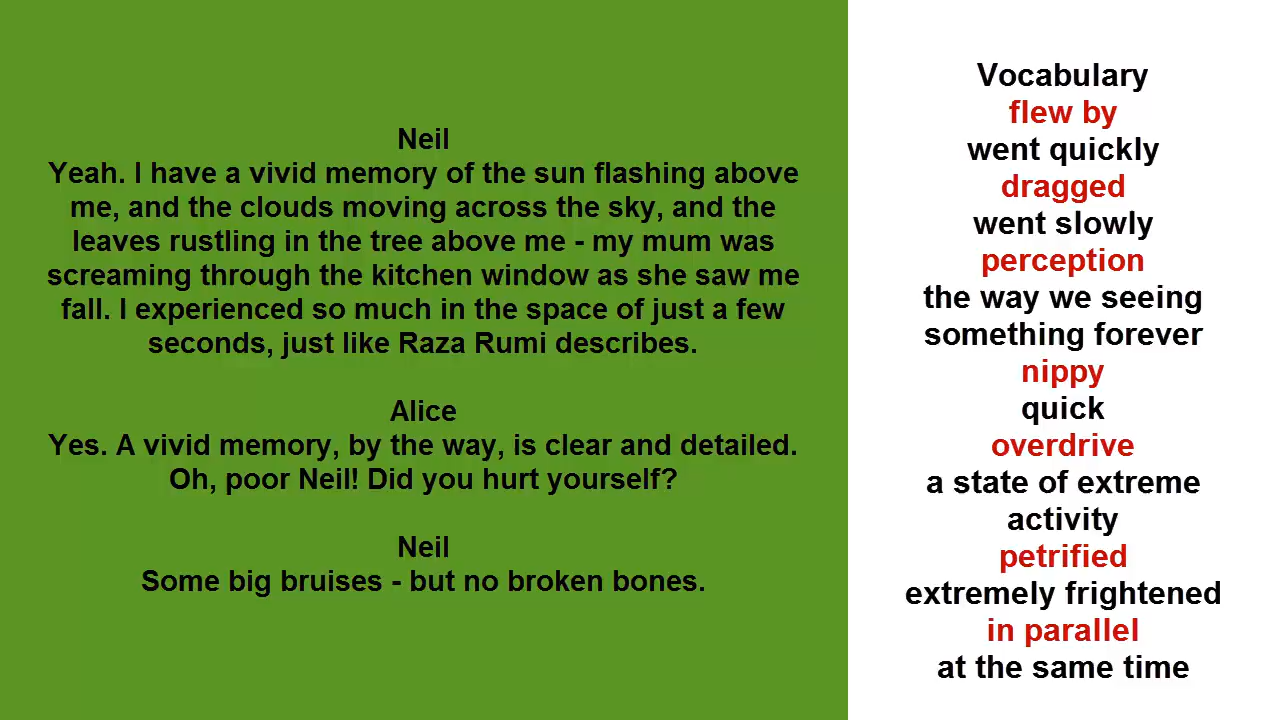 Neil
Yeah. I have a vivid memory of the sun flashing above
me, and the clouds moving across the sky, and the
leaves rustling in the tree above me - my mum was
screaming through the kitchen window as she saw me
fall. I experienced so much in the space of just a few
seconds, just like Raza Rumi describes.
Alice
Yes. A vivid memory, by the way, is clear and detailed.
Oh, poor Neil! Did you hurt yourself?
Neil
Some big bruises - but no broken bones.
Vocabulary
flew by
went quickly
dragged
went slowly
perception
the way we seeing
something forever
nippy
quick
overdrive
a state of extreme
activity
petrified
extremely frightened
in parallel
at the same time